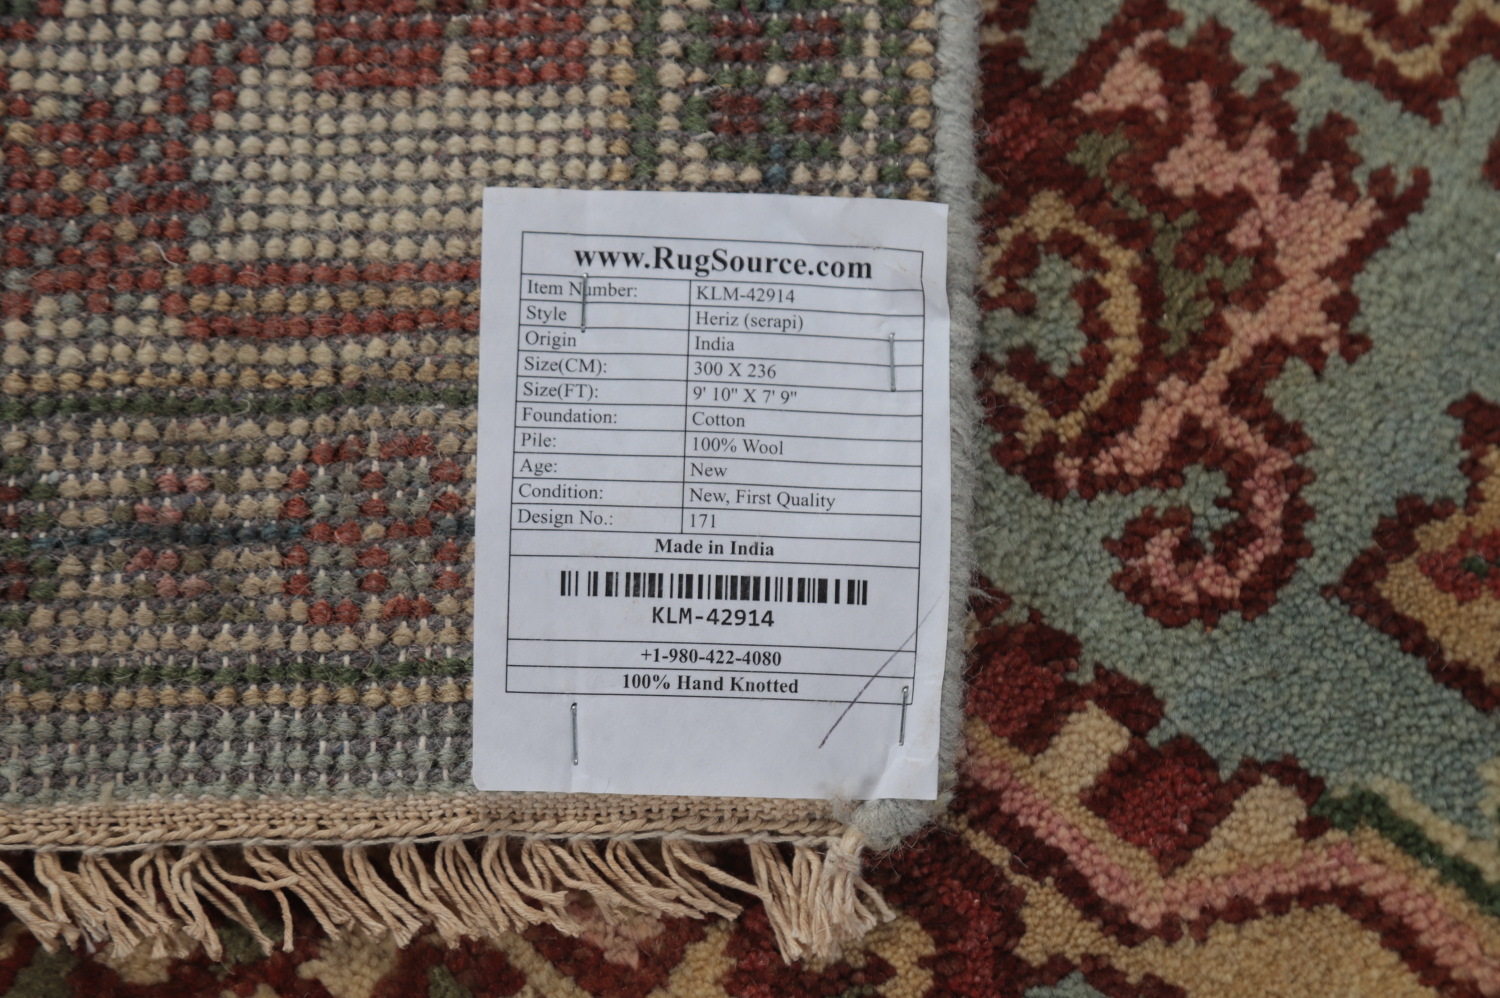 www.RugSource.com
Item Number: KLM-42914
Style Heriz (serapi)
Origin India
Size(CM): 300 X 236
Size(FT): 9' 10" X 7' 9"
Foundation: Cotton
Pile: 100% Wool
Age: New
Condition: New, First Quality
Design No.: 171
Made in India
KLM-42914
+1-980-422-4080
100% Hand Knotted